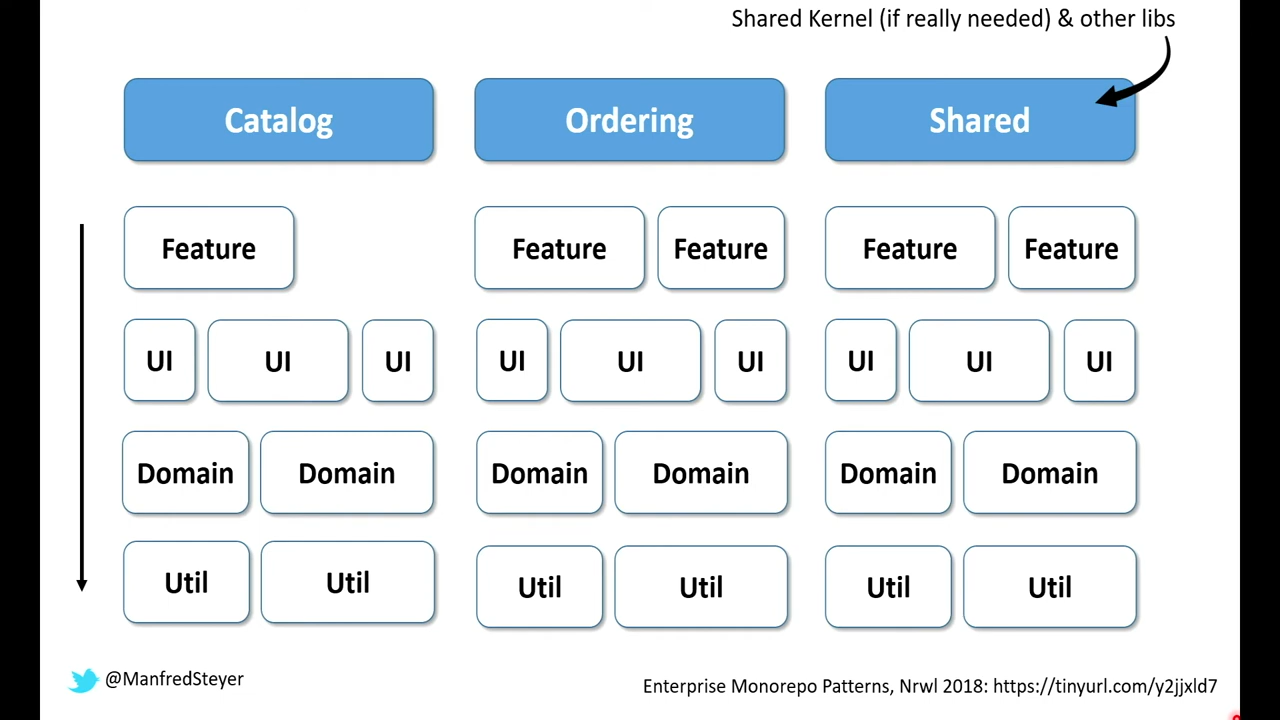 Shared Kernel (if really needed) & other libs
Catalog
Ordering
Shared
Feature
Feature
Feature
Feature
Feature
UI
UI
UI
UI
UI
UI
UI
UI
UI
Domain
Domain
Domain
Domain
Domain
Domain
Util
Util
Util
Util
Util
Util
@ManfredSteyer
Enterprise Monorepo Patterns, Nrwl 2018: https://tinyurl.com/y2jjxld7